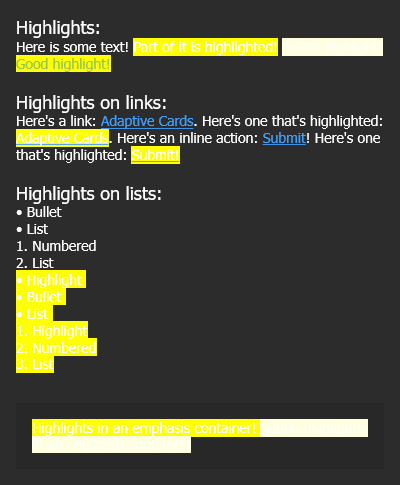 Highlights:
Here is some text! Part of it is highlighted!
Good highlight!
Highlights on links:
Here's a link: Adaptive Cards. Here's one that's highlighted:
Adaptive Cards. Here's an inline action: Submit! Here's one
that's highlighted: Submit!
Highlights on lists:
• Bullet
• List
1. Numbered
2. List
• Highlight
• Bullet
• List
1. Highlight
2. Numbered
3. List
Highlights in an emphasis container!